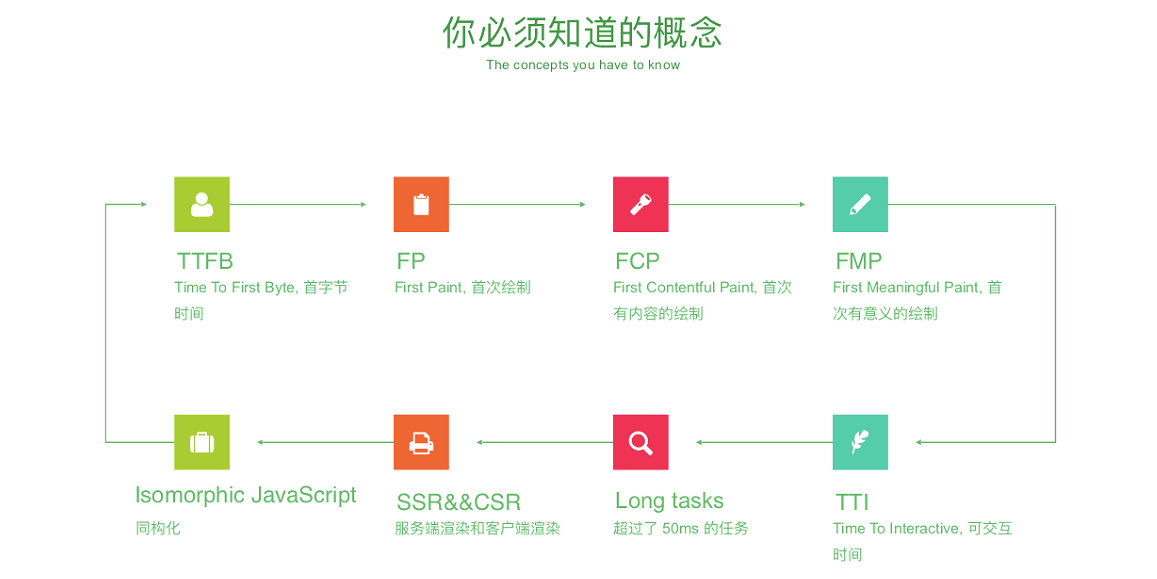 你必须知道的概念
The concepts you have to know
TTFB
Time To First Byte, 首字节
时间
FP
First Paint, 首次绘制
FCP
First Contentful Paint, 首次
有内容的绘制
FMP
First Meaningful Paint, 首
次有意义的绘制
Isomorphic JavaScript
同构化
SSR&&CSR
服务端渲染和客户端渲染
Long tasks
超过了 50ms 的任务
TTI
Time To Interactive, 可交互
时间